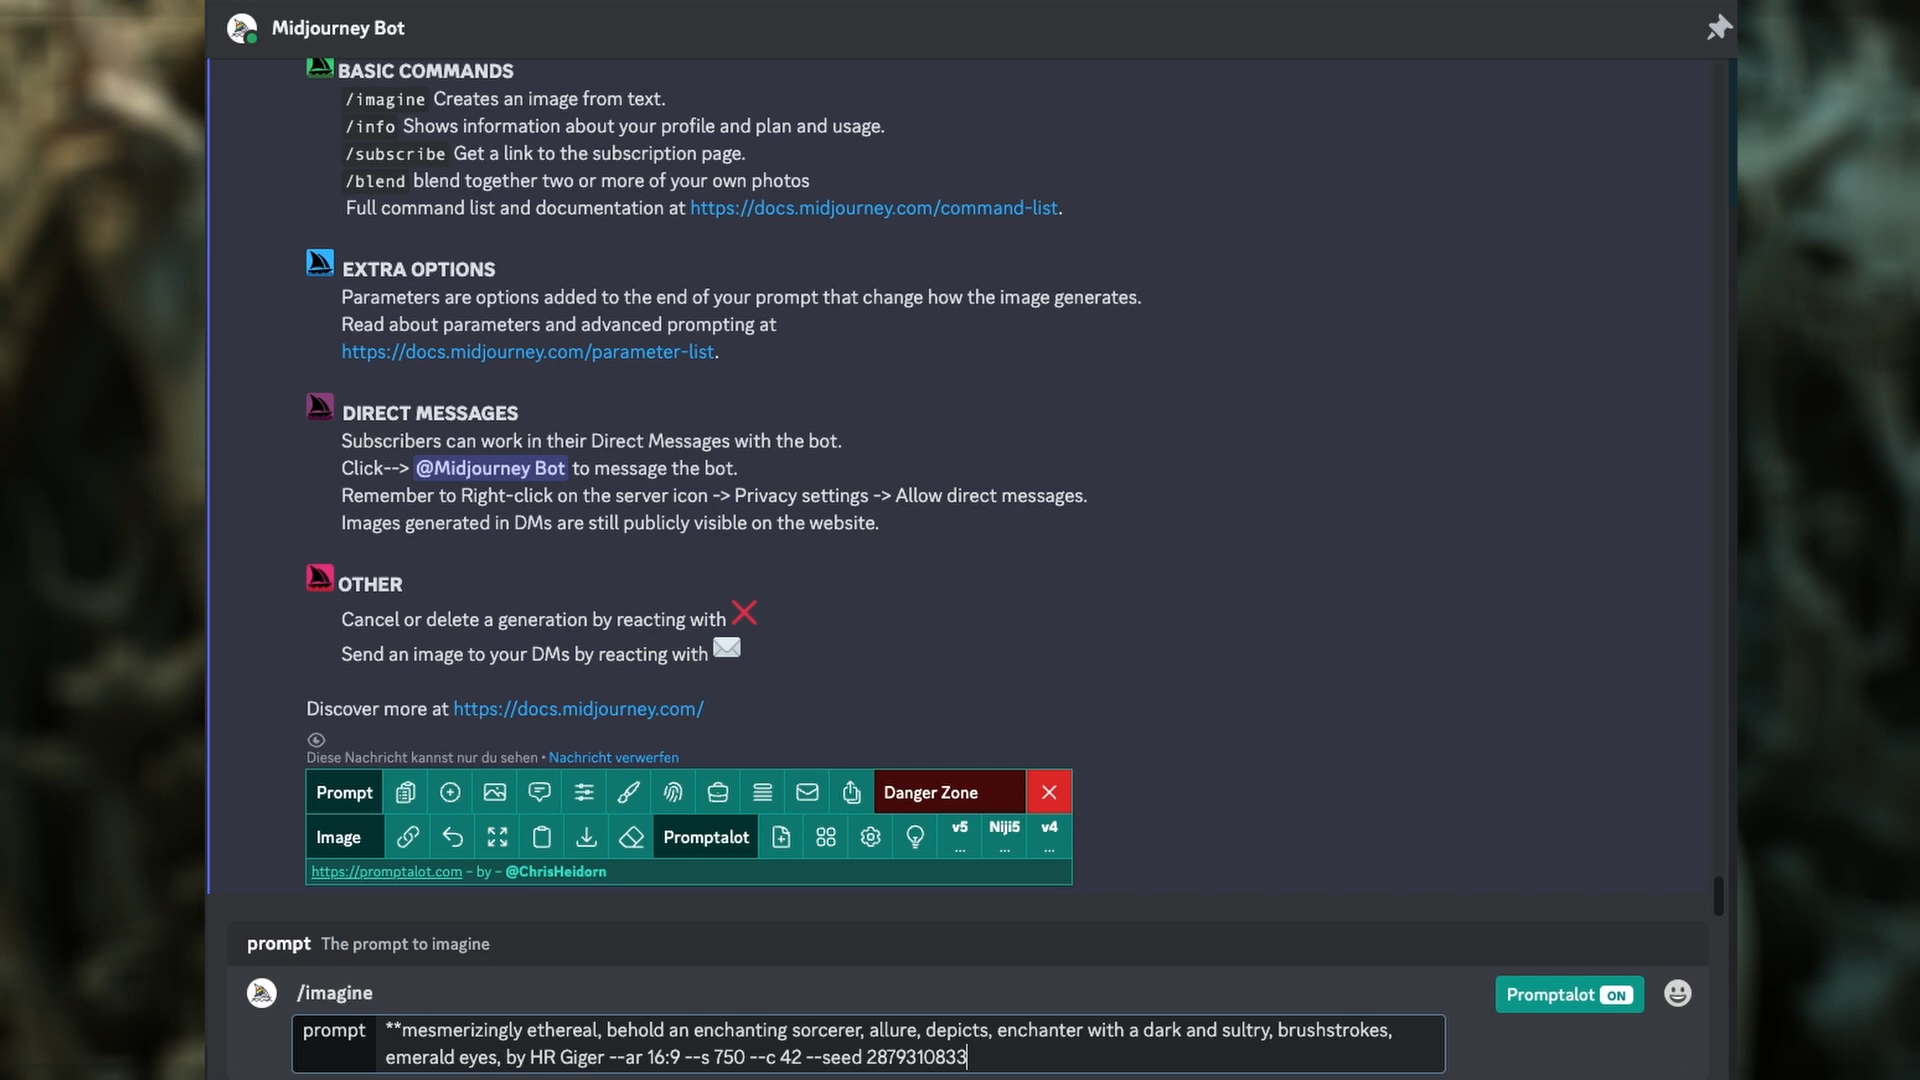 Midjourney Bot
BASIC COMMANDS
/imagine Creates an image from text.
/info Shows information about your profile and plan and usage.
/subscribe Get a link to the subscription page.
/blend blend together two or more of your own photos
Full command list and documentation at https://docs.midjourney.com/command-list.
EXTRA OPTIONS
Parameters are options added to the end of your prompt that change how the image generates.
Read about parameters and advanced prompting at
https://docs.midjourney.com/parameter-list.
DIRECT MESSAGES
Subscribers can work in their Direct Messages with the bot.
Click--> @Midjourney Bot to message the bot.
Remember to Right-click on the server icon -> Privacy settings -> Allow direct messages.
Images generated in DMs are still publicly visible on the website.
OTHER
Cancel or delete a generation by reacting with ❌
Send an image to your DMs by reacting with ✉️
Discover more at https://docs.midjourney.com/
Diese Nachricht kannst nur du sehen • Nachricht verwerfen
Prompt Danger Zone
Image Promptalot v5 ... Niji5 ... v4 ...
https://promptalot.com – by – @ChrisHeidorn
prompt The prompt to imagine
/imagine Promptalot ON
prompt **mesmerizingly ethereal, behold an enchanting sorcerer, allure, depicts, enchanter with a dark and sultry, brushstrokes,
emerald eyes, by HR Giger --ar 16:9 --s 750 --c 42 --seed 2879310833